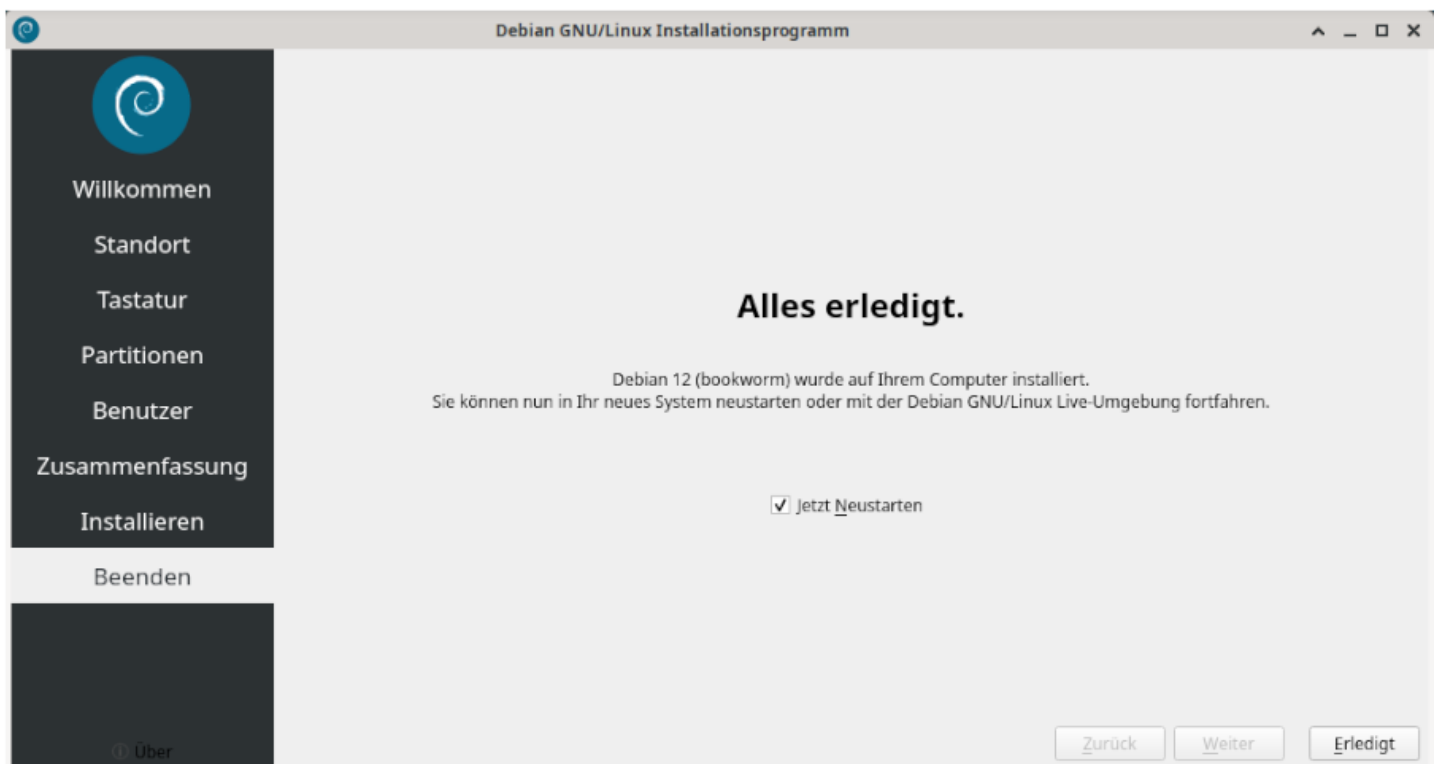 Debian GNU/Linux Installationsprogramm
Willkommen
Standort
Tastatur
Partitionen
Benutzer
Zusammenfassung
Installieren
Beenden
Über
Alles erledigt.
Debian 12 (bookworm) wurde auf Ihrem Computer installiert.
Sie können nun in Ihr neues System neustarten oder mit der Debian GNU/Linux Live-Umgebung fortfahren.
Jetzt Neustarten
Zurück Weiter Erledigt